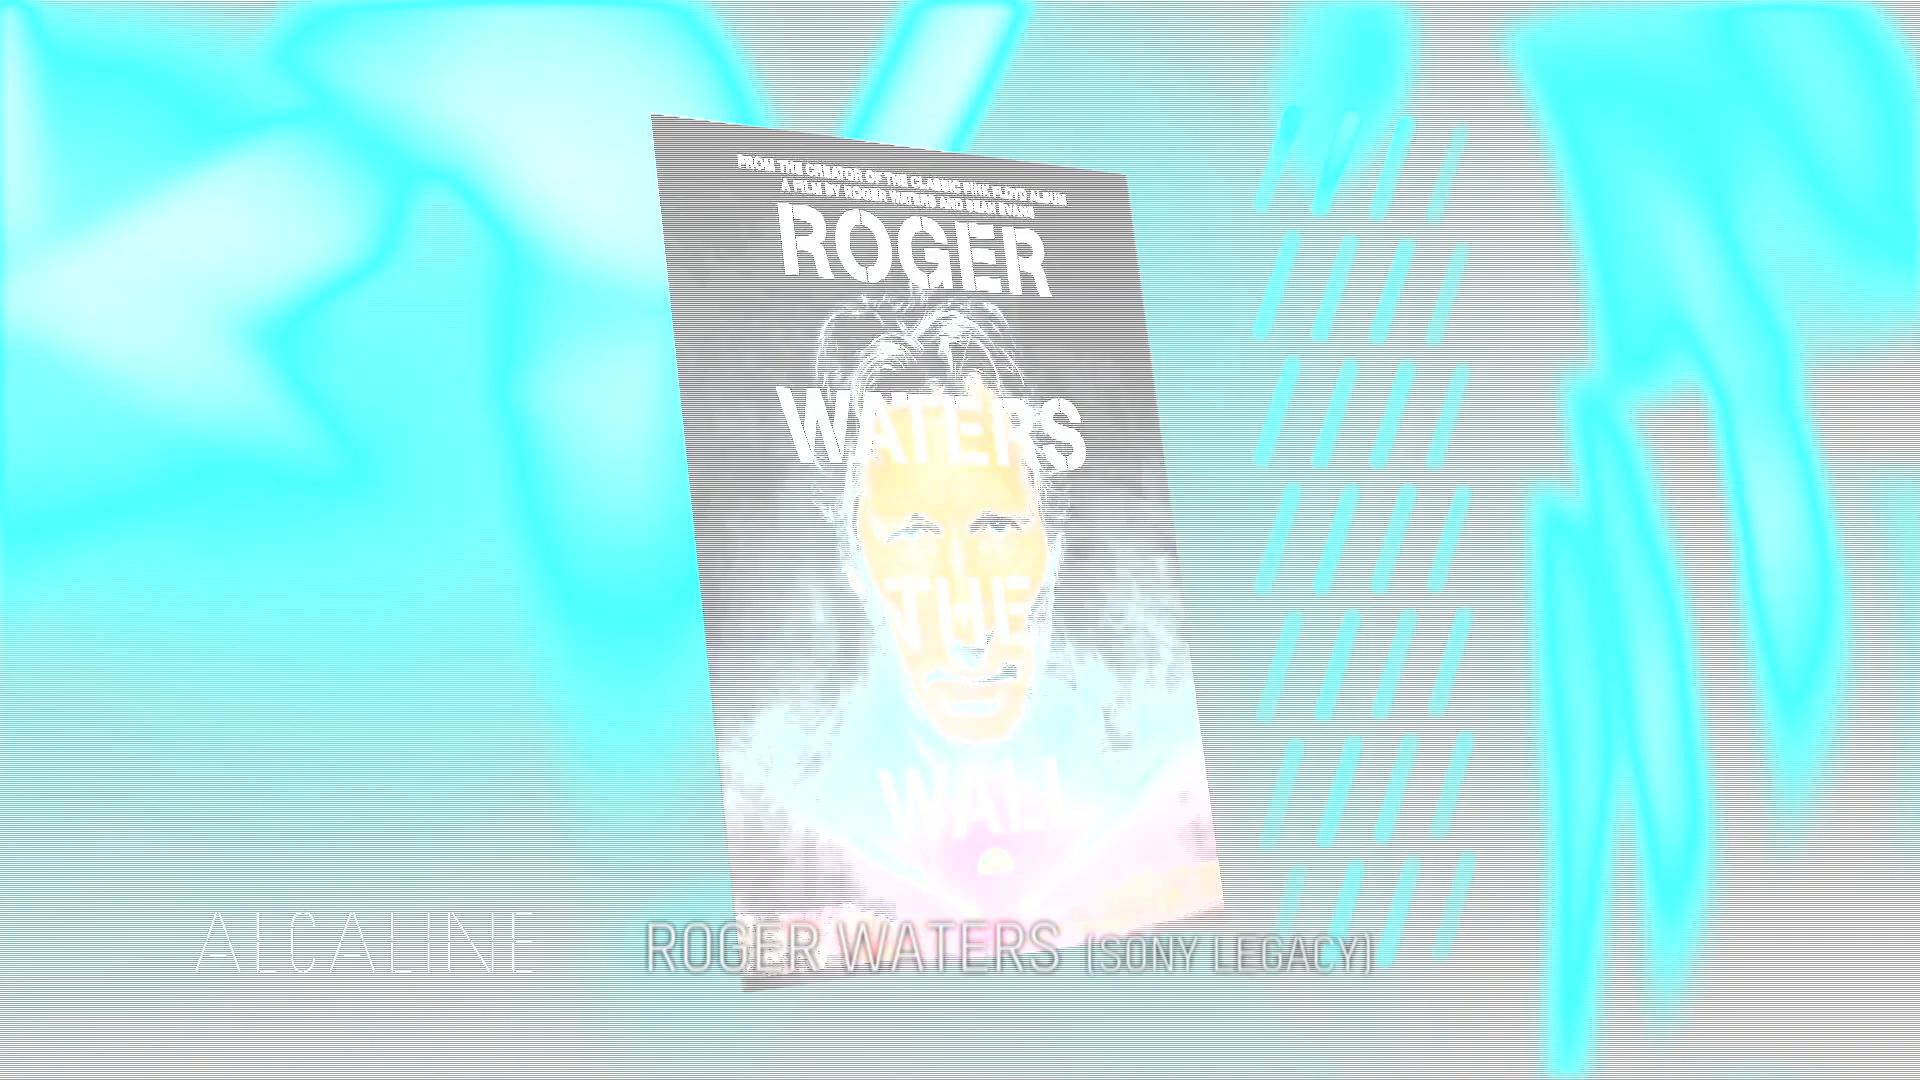 FROM THE CREATOR OF THE CLASSIC PINK FLOYD ALBUM
A FILM BY ROGER WATERS AND SEAN EVANS
ROGER
WATERS
THE
WALL
ALCALINE
ROGER WATERS (SONY LEGACY)